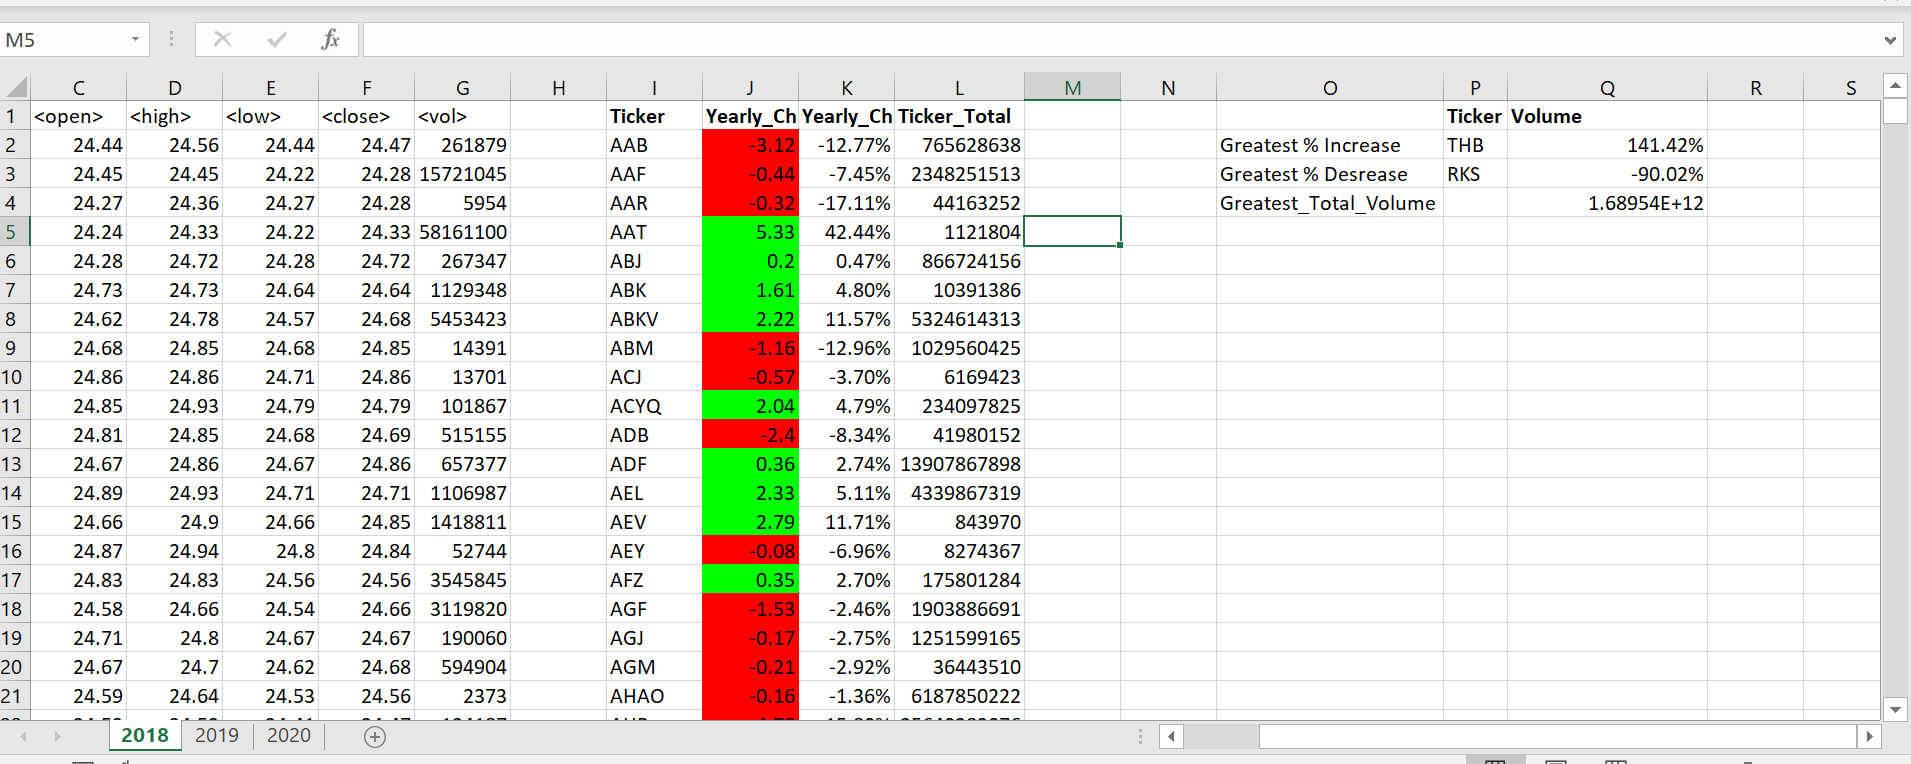 M5 fx
C D E F G H I J K L M N O P Q R S
1 <open> <high> <low> <close> <vol> Ticker Yearly_Ch Yearly_Ch Ticker_Total Ticker Volume
2 24.44 24.56 24.44 24.47 261879 AAB -3.12 -12.77% 765628638 Greatest % Increase THB 141.42%
3 24.45 24.45 24.22 24.28 15721045 AAF -0.44 -7.45% 2348251513 Greatest % Desrease RKS -90.02%
4 24.27 24.36 24.27 24.28 5954 AAR -0.32 -17.11% 44163252 Greatest_Total_Volume 1.68954E+12
5 24.24 24.33 24.22 24.33 58161100 AAT 5.33 42.44% 1121804
6 24.28 24.72 24.28 24.72 267347 ABJ 0.2 0.47% 866724156
7 24.73 24.73 24.64 24.64 1129348 ABK 1.61 4.80% 10391386
8 24.62 24.78 24.57 24.68 5453423 ABKV 2.22 11.57% 5324614313
9 24.68 24.85 24.68 24.85 14391 ABM -1.16 -12.96% 1029560425
10 24.86 24.86 24.71 24.86 13701 ACJ -0.57 -3.70% 6169423
11 24.85 24.93 24.79 24.79 101867 ACYQ 2.04 4.79% 234097825
12 24.81 24.85 24.68 24.69 515155 ADB -2.4 -8.34% 41980152
13 24.67 24.86 24.67 24.86 657377 ADF 0.36 2.74% 13907867898
14 24.89 24.93 24.71 24.71 1106987 AEL 2.33 5.11% 4339867319
15 24.66 24.9 24.66 24.85 1418811 AEV 2.79 11.71% 843970
16 24.87 24.94 24.8 24.84 52744 AEY -0.08 -6.96% 8274367
17 24.83 24.83 24.56 24.56 3545845 AFZ 0.35 2.70% 175801284
18 24.58 24.66 24.54 24.66 3119820 AGF -1.53 -2.46% 1903886691
19 24.71 24.8 24.67 24.67 190060 AGJ -0.17 -2.75% 1251599165
20 24.67 24.7 24.62 24.68 594904 AGM -0.21 -2.92% 36443510
21 24.59 24.64 24.53 24.56 2373 AHAO -0.16 -1.36% 6187850222
2018 2019 2020